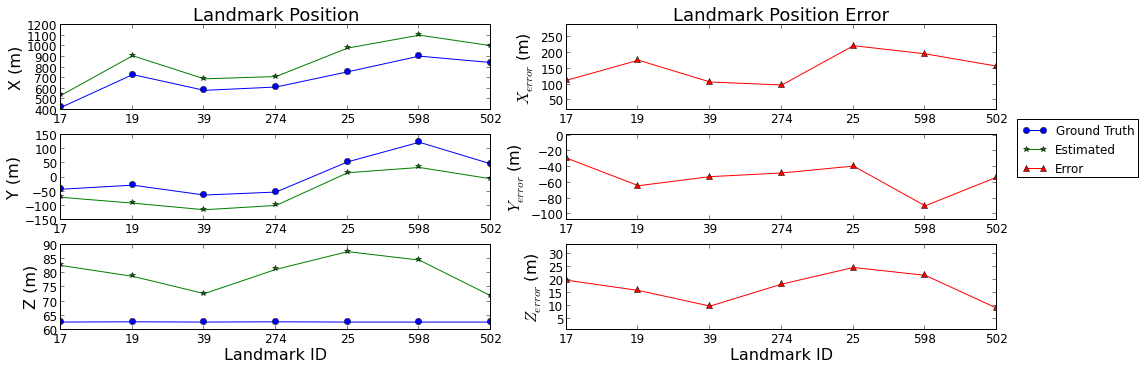 Landmark Position
X (m)
1200
1100
1000
900
800
700
600
500
400
17 19 39 274 25 598 502
Y (m)
150
100
50
0
−50
−100
−150
17 19 39 274 25 598 502
Z (m)
90
85
80
75
70
65
60
17 19 39 274 25 598 502
Landmark ID
Landmark Position Error
X_error (m)
250
200
150
100
50
17 19 39 274 25 598 502
Y_error (m)
0
−20
−40
−60
−80
−100
17 19 39 274 25 598 502
Z_error (m)
30
25
20
15
10
5
17 19 39 274 25 598 502
Landmark ID
Ground Truth
Estimated
Error